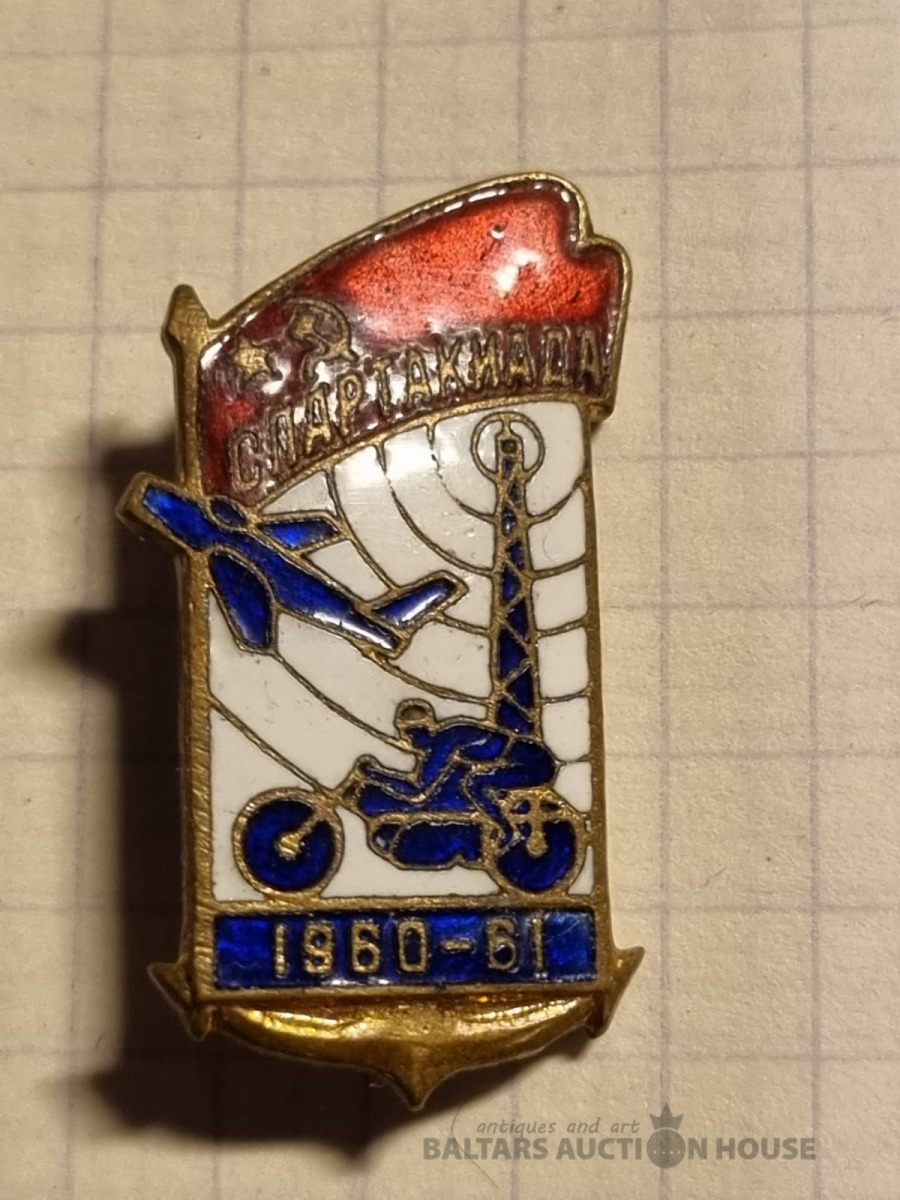 СПАРТАКИАДА
1960-61
antiques and art
BALTARS AUCTION HOUSE